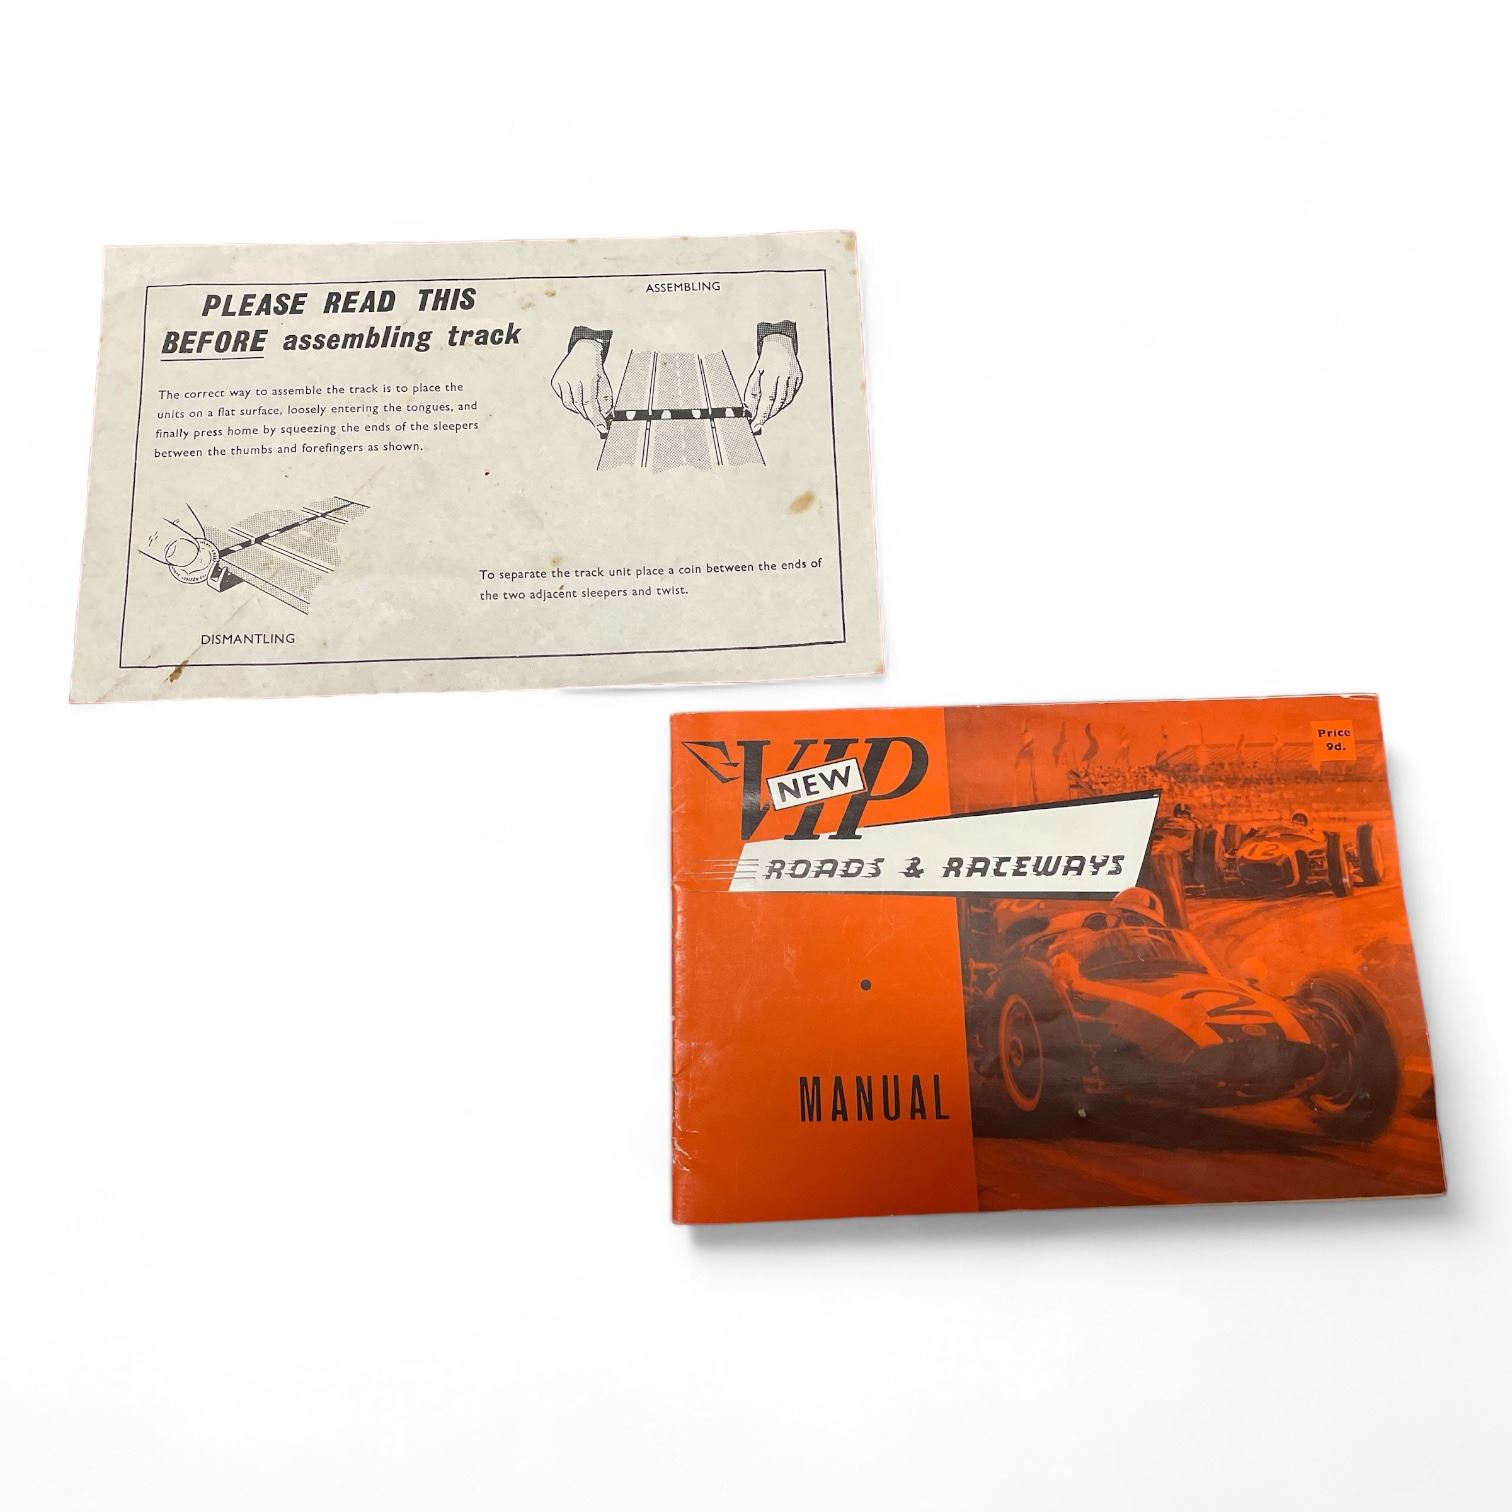 PLEASE READ THIS
BEFORE assembling track
The correct way to assemble the track is to place the
units on a flat surface, loosely entering the tongues, and
finally press home by squeezing the ends of the sleepers
between the thumbs and forefingers as shown.
ASSEMBLING
To separate the track unit place a coin between the ends of
the two adjacent sleepers and twist.
DISMANTLING
VIP
NEW
ROADS & RACEWAYS
MANUAL
Price
9d.
12
2